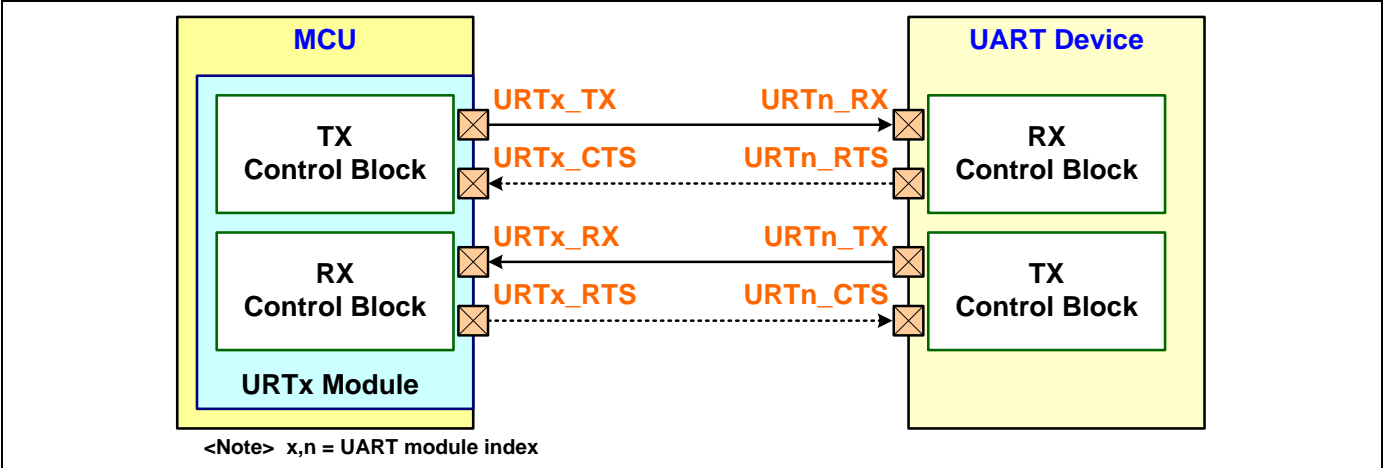 MCU
UART Device
URTx_TX
URTn_RX
TX
Control Block
RX
Control Block
URTx_CTS
URTn_RTS
URTx_RX
URTn_TX
RX
Control Block
TX
Control Block
URTx_RTS
URTn_CTS
URTx Module
<Note> x,n = UART module index